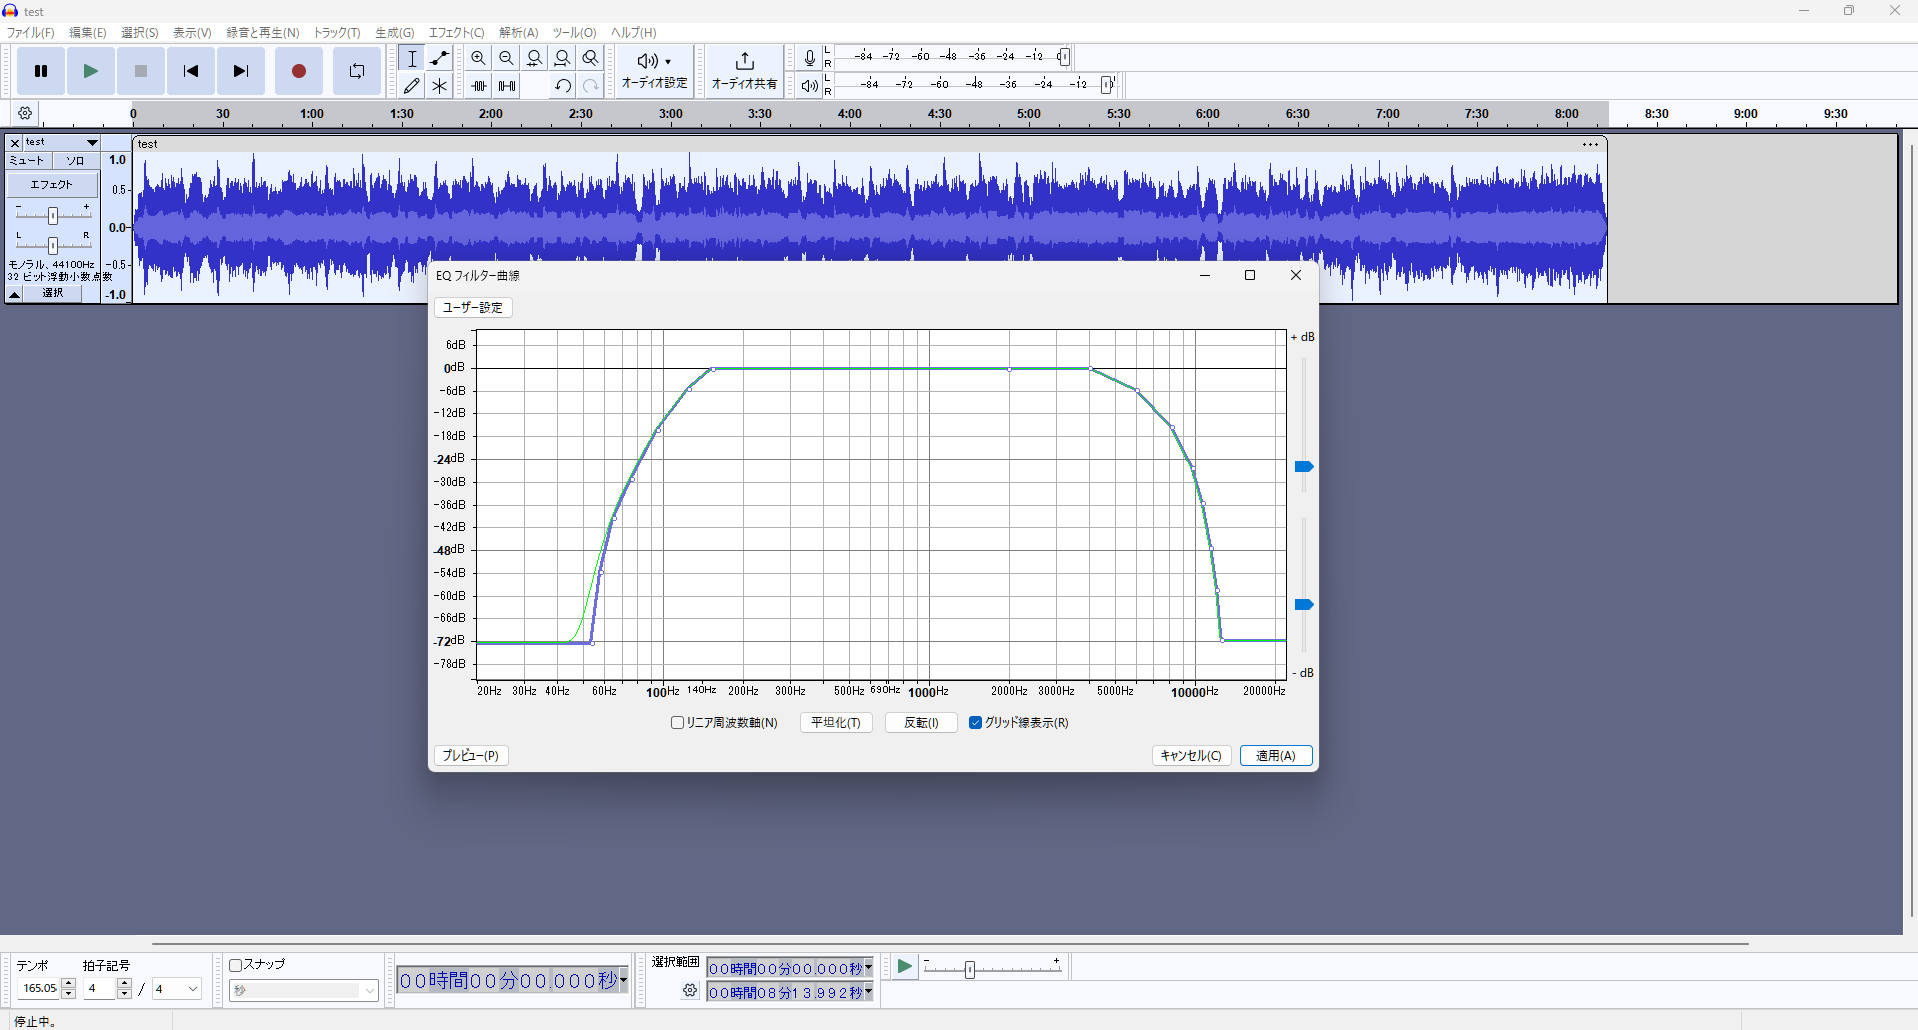 test
ファイル(F) 編集(E) 選択(S) 表示(V) 録音と再生(N) トラック(T) 生成(G) エフェクト(C) 解析(A) ツール(O) ヘルプ(H)
オーディオ設定
オーディオ共有
L
R
-84 -72 -60 -48 -36 -24 -12 0
L
R
-84 -72 -60 -48 -36 -24 -12 0
0 30 1:00 1:30 2:00 2:30 3:00 3:30 4:00 4:30 5:00 5:30 6:00 6:30 7:00 7:30 8:00 8:30 9:00 9:30
test
ミュート ソロ
エフェクト
- +
L R
モノラル、44100Hz
32 ビット浮動小数点数
選択
1.0
0.5
0.0
-0.5
-1.0
test
EQ フィルター曲線
ユーザー設定
+ dB
6dB
0dB
-6dB
-12dB
-18dB
-24dB
-30dB
-36dB
-42dB
-48dB
-54dB
-60dB
-66dB
-72dB
-78dB
- dB
20Hz 30Hz 40Hz 60Hz 100Hz 140Hz 200Hz 300Hz 500Hz 690Hz 1000Hz 2000Hz 3000Hz 5000Hz 10000Hz 20000Hz
リニア周波数軸(N) 平坦化(T) 反転(I) グリッド線表示(R)
プレビュー(P) キャンセル(C) 適用(A)
テンポ 拍子記号
165.05 4 / 4
スナップ
秒
00時間00分00.000秒
選択範囲
00時間00分00.000秒
00時間08分13.992秒
- +
停止中。